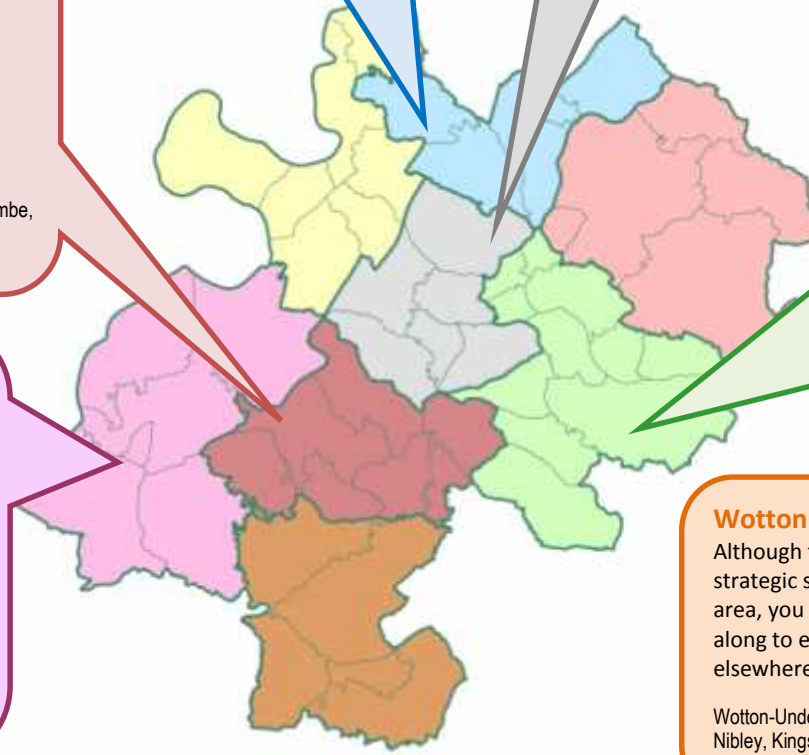 mbe,
Wotton
Although
strategic s
area, you
along to e
elsewhere
Wotton-Unde
Nibley, Kings